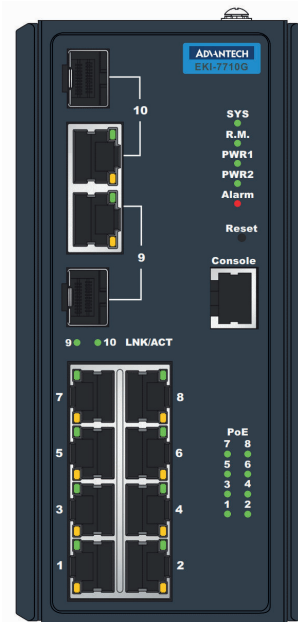 ADVANTECH
EKI-7710G
10
SYS
R.M.
PWR1
PWR2
Alarm
Reset
9
Console
9 10 LNK/ACT
7 8
5 6
3 4
1 2
PoE
7 8
5 6
3 4
1 2